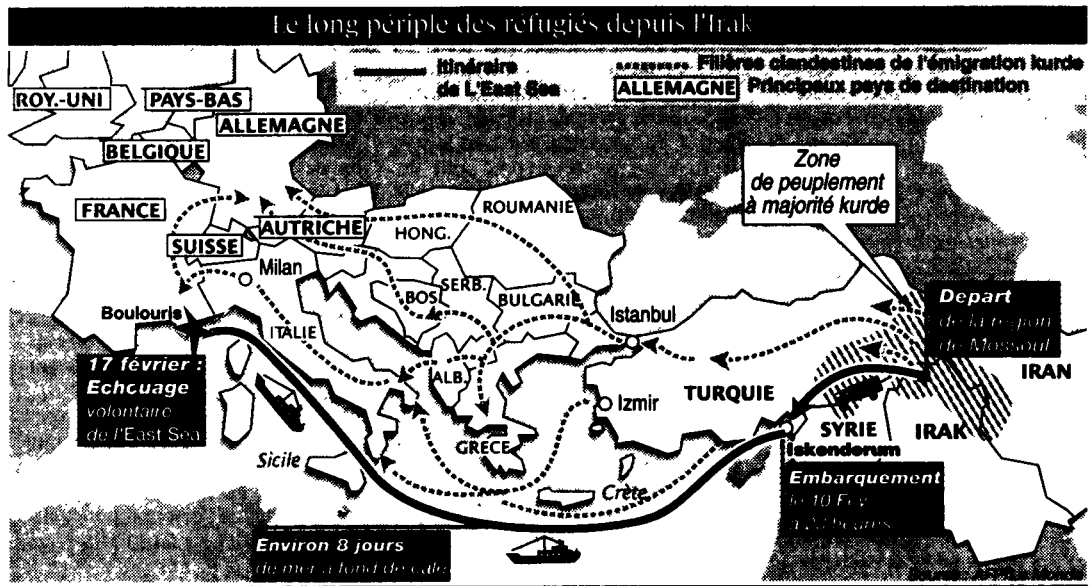 Le long périple des réfugiés depuis l'Irak
Itinéraire
de L'East Sea
Filières clandestines de l'émigration kurde
ALLEMAGNE Principaux pays de destination
ROY.-UNI
PAYS-BAS
ALLEMAGNE
BELGIQUE
FRANCE
SUISSE
AUTRICHE
HONG.
ROUMANIE
Zone
de peuplement
à majorité kurde
Milan
BOS.
SERB.
BULGARIE
Istanbul
Boulouris
ITALIE
ALB.
Izmir
TURQUIE
Depart
de la région
de Mossoul
IRAN
17 février :
Echcuage
volontaire
de l'East Sea
Sicile
GRECE
Crète
SYRIE
IRAK
Iskenderum
Embarquement
le 10 Fev
heures
Environ 8 jours
de mer à fond de cale